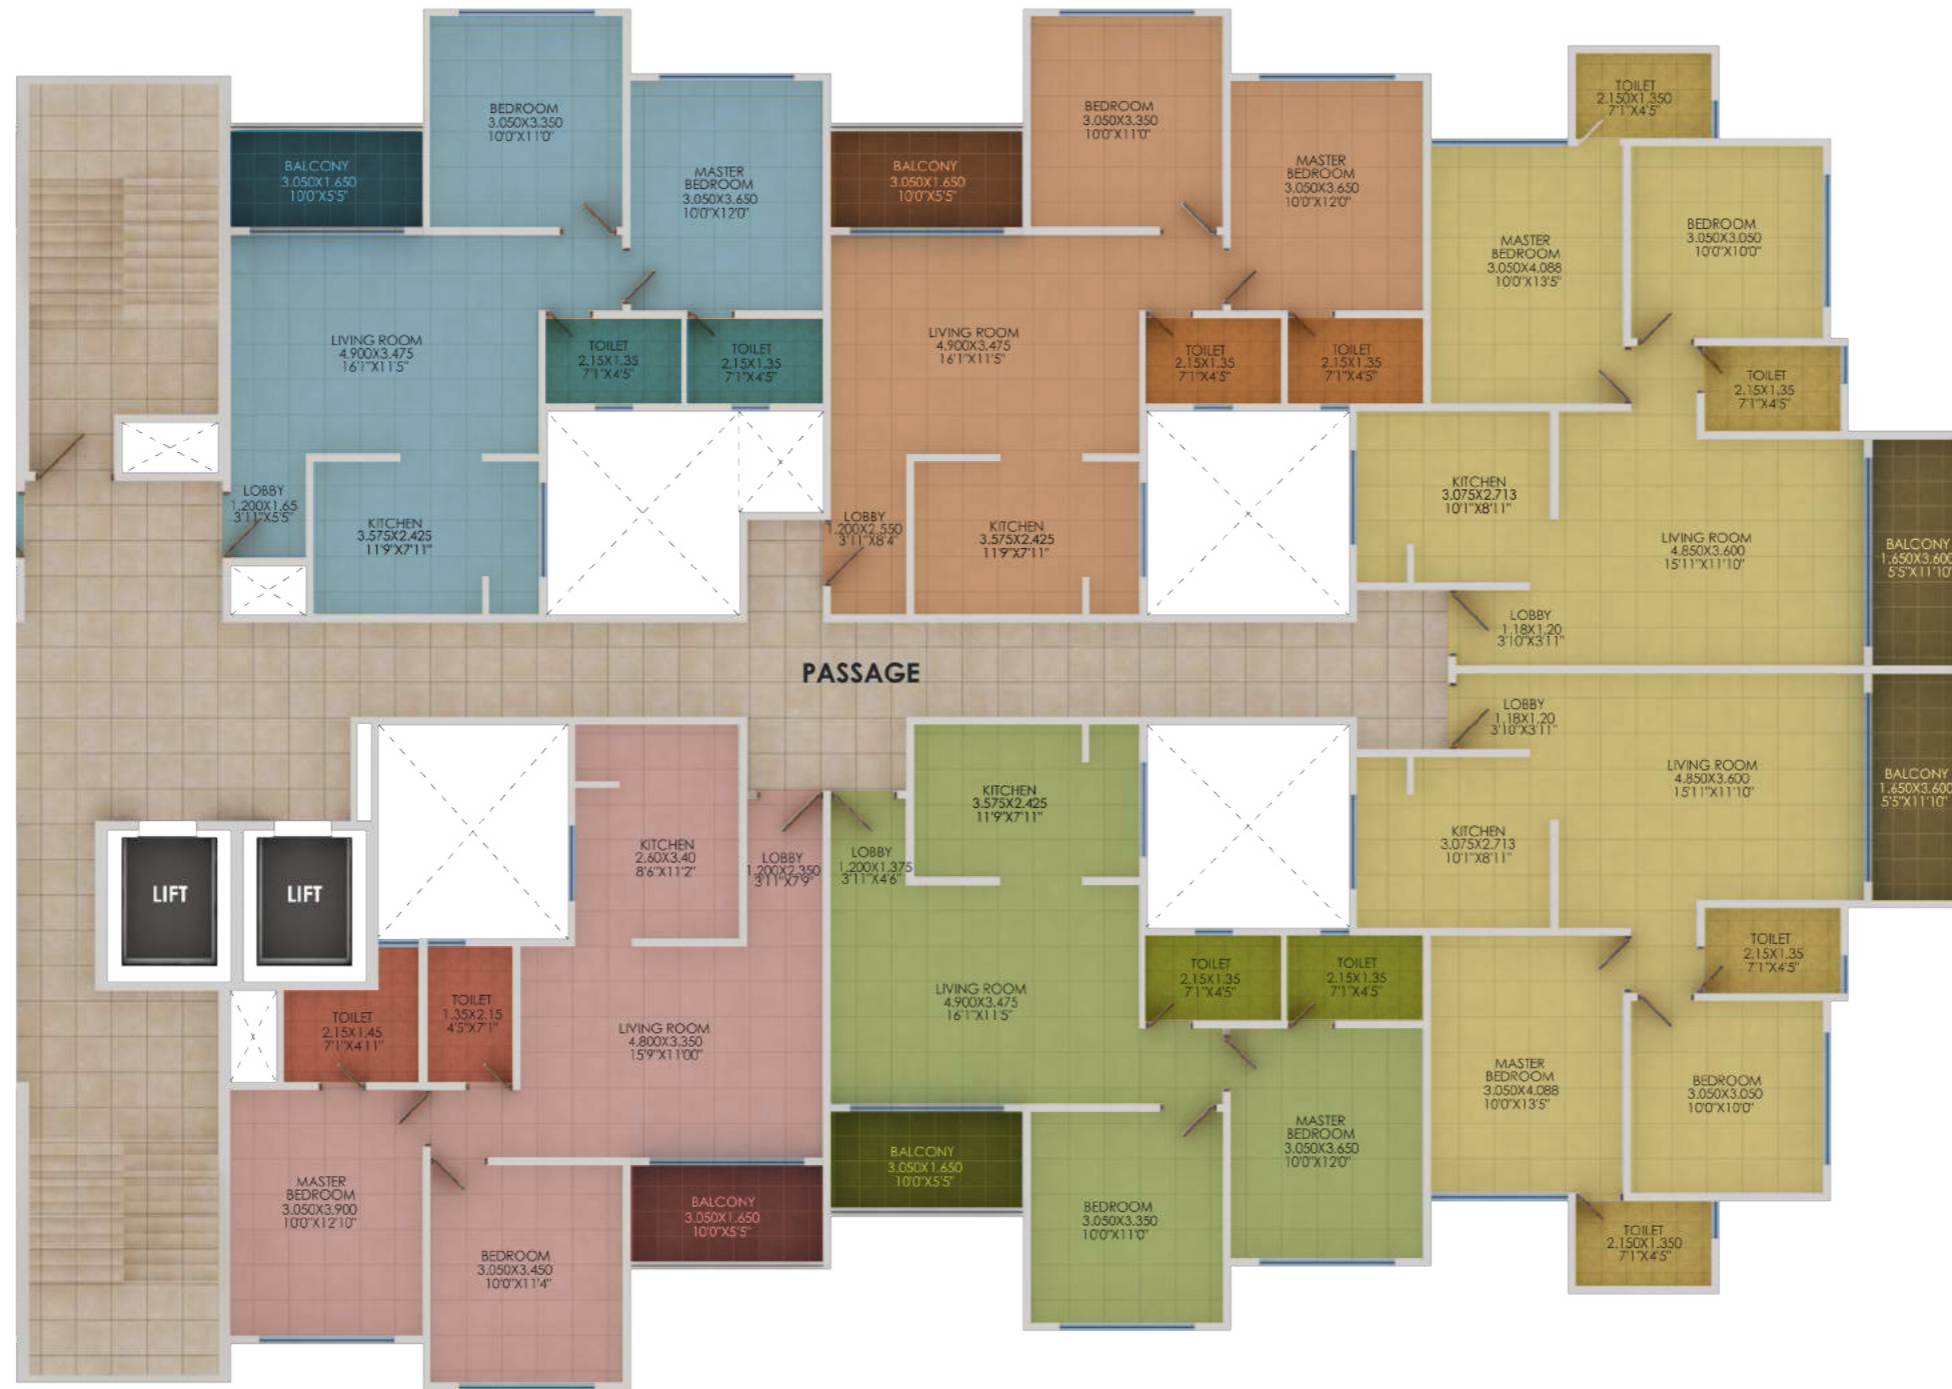 BEDROOM
3.050X3.350
10'0"X11'0"
BALCONY
3.050X1.650
10'0"X5'5"
MASTER
BEDROOM
3.050X3.650
10'0"X12'0"
LIVING ROOM
4.900X3.475
16'1"X11'5"
TOILET
2.15X1.35
7'1"X4'5"
TOILET
2.15X1.35
7'1"X4'5"
LOBBY
1.200X1.65
3'11"X5'5"
KITCHEN
3.575X2.425
11'9"X7'11"
BEDROOM
3.050X3.350
10'0"X11'0"
BALCONY
3.050X1.650
10'0"X5'5"
MASTER
BEDROOM
3.050X3.650
10'0"X12'0"
LIVING ROOM
4.900X3.475
16'1"X11'5"
TOILET
2.15X1.35
7'1"X4'5"
TOILET
2.15X1.35
7'1"X4'5"
LOBBY
1.200X2.550
3'11"X8'4"
KITCHEN
3.575X2.425
11'9"X7'11"
TOILET
2.150X1.350
7'1"X4'5"
MASTER
BEDROOM
3.050X4.088
10'0"X13'5"
BEDROOM
3.050X3.050
10'0"X10'0"
TOILET
2.15X1.35
7'1"X4'5"
KITCHEN
3.075X2.713
10'1"X8'11"
LIVING ROOM
4.850X3.600
15'11"X11'10"
BALCONY
1.650X3.600
5'5"X11'10"
LOBBY
1.18X1.20
3'10"X3'11"
PASSAGE
LOBBY
1.18X1.20
3'10"X3'11"
LIVING ROOM
4.850X3.600
15'11"X11'10"
BALCONY
1.650X3.600
5'5"X11'10"
KITCHEN
3.075X2.713
10'1"X8'11"
TOILET
2.15X1.35
7'1"X4'5"
MASTER
BEDROOM
3.050X4.088
10'0"X13'5"
BEDROOM
3.050X3.050
10'0"X10'0"
TOILET
2.150X1.350
7'1"X4'5"
LIFT
LIFT
KITCHEN
2.60X3.40
8'6"X11'2"
LOBBY
1.200X2.350
3'11"X7'9"
TOILET
2.15X1.45
7'1"X4'11"
TOILET
1.35X2.15
4'5"X7'1"
LIVING ROOM
4.800X3.350
15'9"X11'00"
MASTER
BEDROOM
3.050X3.900
10'0"X12'10"
BEDROOM
3.050X3.450
10'0"X11'4"
BALCONY
3.050X1.650
10'0"X5'5"
LOBBY
1.200X1.375
3'11"X4'6"
KITCHEN
3.575X2.425
11'9"X7'11"
LIVING ROOM
4.900X3.475
16'1"X11'5"
TOILET
2.15X1.35
7'1"X4'5"
TOILET
2.15X1.35
7'1"X4'5"
BALCONY
3.050X1.650
10'0"X5'5"
BEDROOM
3.050X3.350
10'0"X11'0"
MASTER
BEDROOM
3.050X3.650
10'0"X12'0"